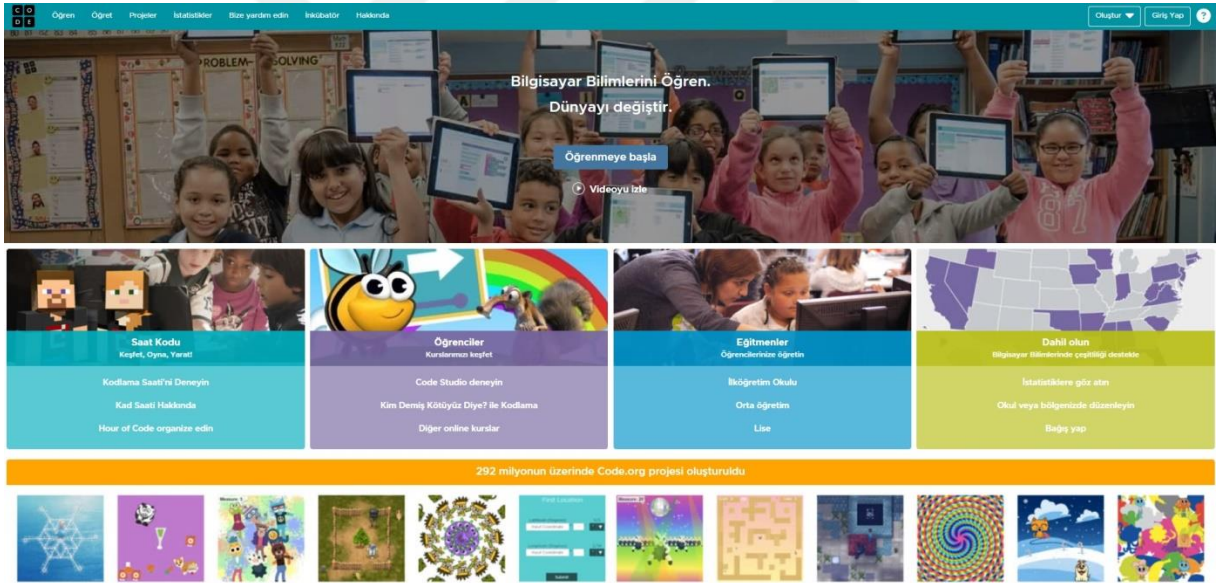 CODE
Öğren Öğret Projeler İstatistikler Bize yardım edin İnkübatör Hakkında Oluştur Giriş Yap ?
PROBLEM-SOLVING
Bilgisayar Bilimlerini Öğren.
Dünyayı değiştir.
Öğrenmeye başla
Videoyu izle
87
Saat Kodu
Keşfet, Oyna, Yarat!
Kodlama Saati'ni Deneyin
Kad Saati Hakkında
Hour of Code organize edin
Öğrenciler
Kurslarımızı keşfet
Code Studio deneyin
Kim Demiş Kötüyüz Diye? ile Kodlama
Diğer online kurslar
Eğitmenler
Öğrencilerinize öğretin
İlköğretim Okulu
Orta öğretim
Lise
Dahil olun
Bilgisayar Bilimlerinde çeşitliliği destekle
İstatistiklere göz atın
Okul veya bölgenizde düzenleyin
Bağış yap
292 milyonun üzerinde Code.org projesi oluşturuldu
Find Location